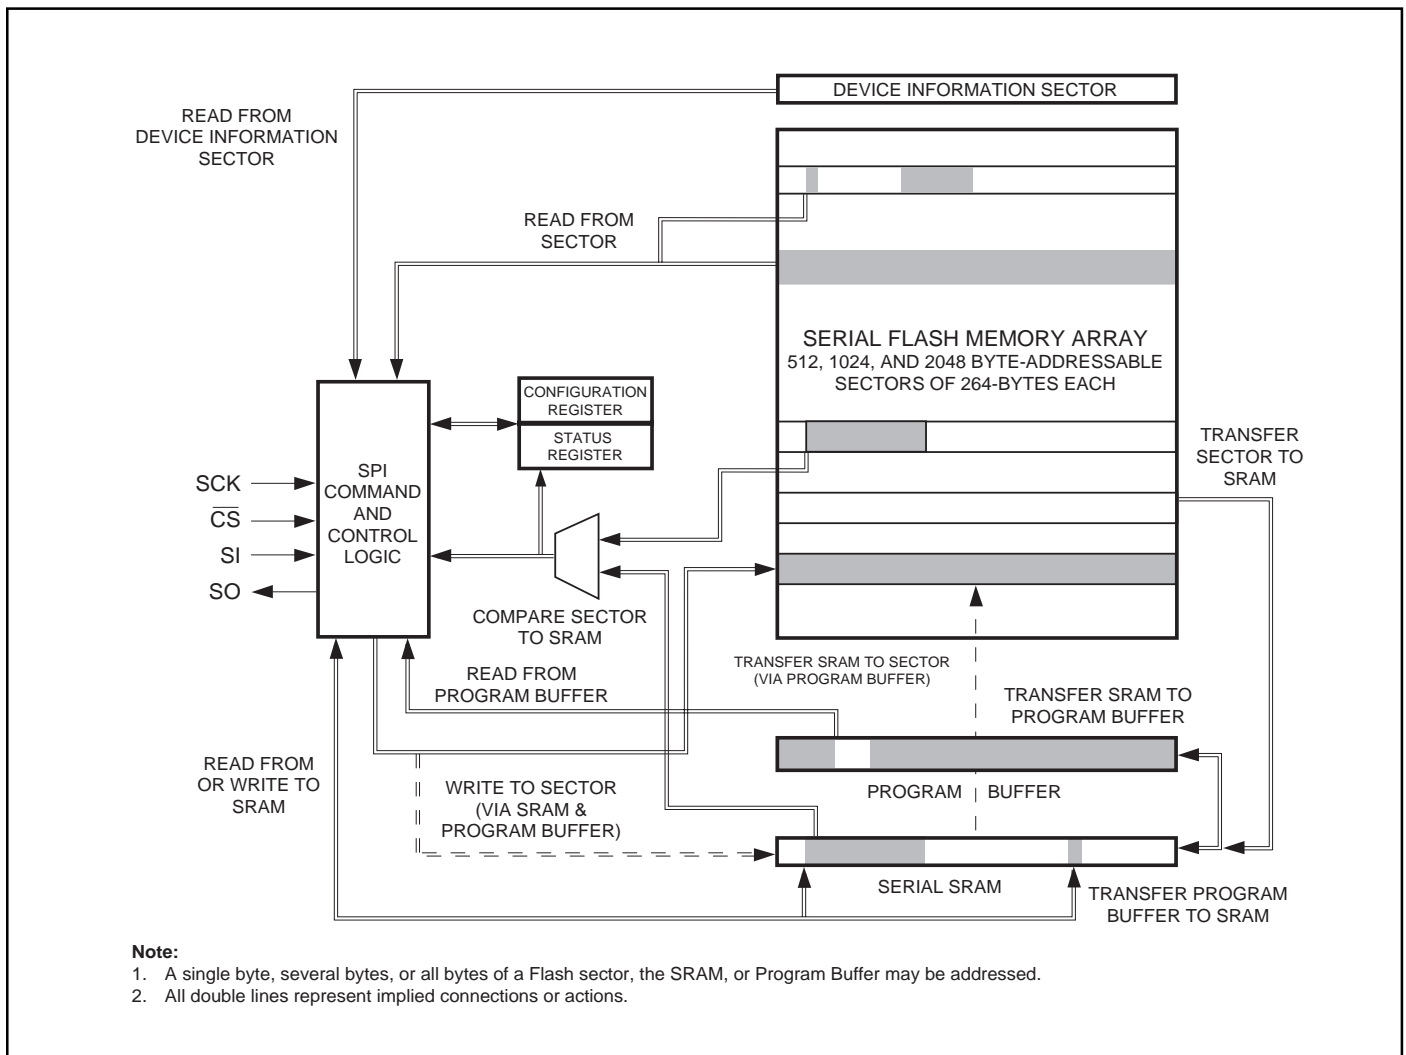 DEVICE INFORMATION SECTOR
READ FROM
DEVICE INFORMATION
SECTOR
READ FROM
SECTOR
SERIAL FLASH MEMORY ARRAY
512, 1024, AND 2048 BYTE-ADDRESSABLE
SECTORS OF 264-BYTES EACH
CONFIGURATION
REGISTER
STATUS
REGISTER
TRANSFER
SECTOR TO
SRAM
SCK
CS
SI
SO
SPI
COMMAND
AND
CONTROL
LOGIC
COMPARE SECTOR
TO SRAM
TRANSFER SRAM TO SECTOR
(VIA PROGRAM BUFFER)
READ FROM
PROGRAM BUFFER
TRANSFER SRAM TO
PROGRAM BUFFER
READ FROM
OR WRITE TO
SRAM
WRITE TO SECTOR
(VIA SRAM &
PROGRAM BUFFER)
PROGRAM BUFFER
SERIAL SRAM
TRANSFER PROGRAM
BUFFER TO SRAM
Note:
1. A single byte, several bytes, or all bytes of a Flash sector, the SRAM, or Program Buffer may be addressed.
2. All double lines represent implied connections or actions.